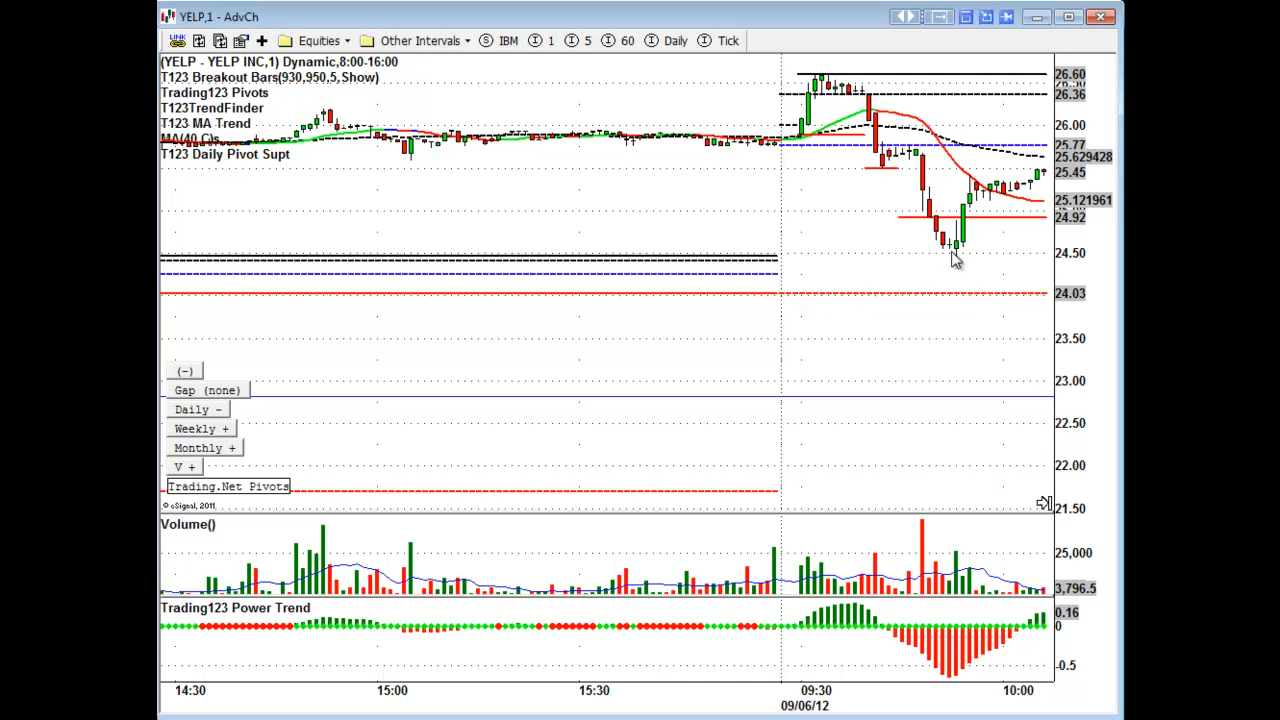 YELP,1 - AdvCh
LINK Equities Other Intervals S IBM I 1 I 5 I 60 I Daily I Tick
(YELP - YELP INC,1) Dynamic,8:00-16:00
T123 Breakout Bars(930,950,5,Show)
Trading123 Pivots
T123TrendFinder
T123 MA Trend
MA(40,C)s
T123 Daily Pivot Supt
26.60
26.36
26.00
25.77
25.629428
25.45
25.121961
24.92
24.50
24.03
23.50
23.00
22.50
22.00
21.50
(-)
Gap (none)
Daily -
Weekly +
Monthly +
V +
Trading.Net Pivots
© eSignal, 2011
Volume()
25,000
3,796.5
Trading123 Power Trend
0.16
0
-0.5
14:30 15:00 15:30 09:30 10:00
09/06/12